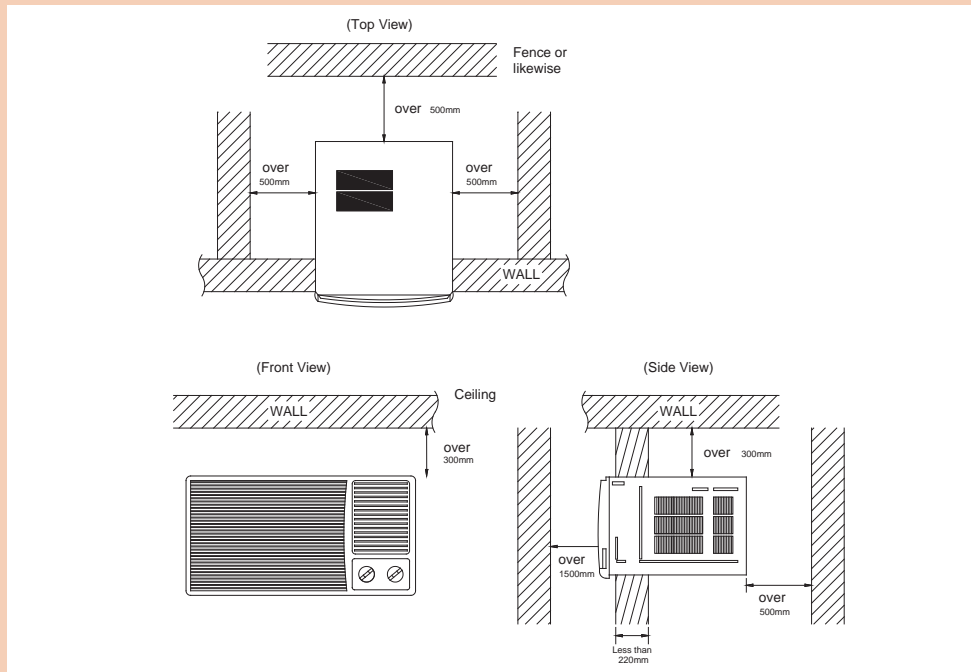 (Top View)
Fence or
likewise
over 500mm
over
500mm
over
500mm
WALL
(Front View)
Ceiling
WALL
over
300mm
(Side View)
WALL
over 300mm
over
1500mm
over
500mm
Less than
220mm